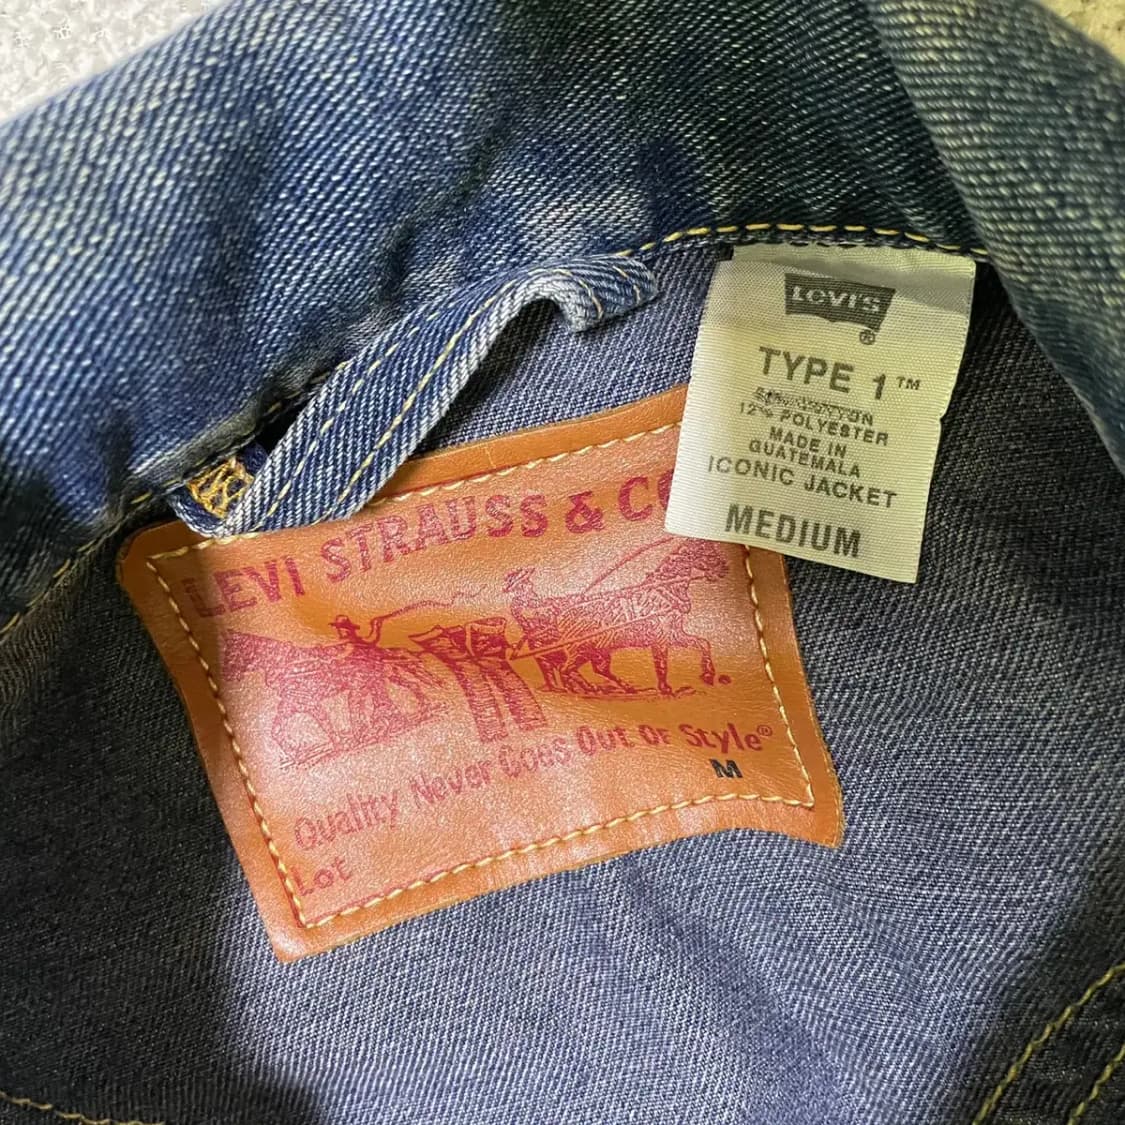 LEVI'S
®
TYPE 1™
12% POLYESTER
MADE IN
GUATEMALA
ICONIC JACKET
MEDIUM
LEVI STRAUSS & CO
Quality Never Goes Out Of Style®
M
Lot